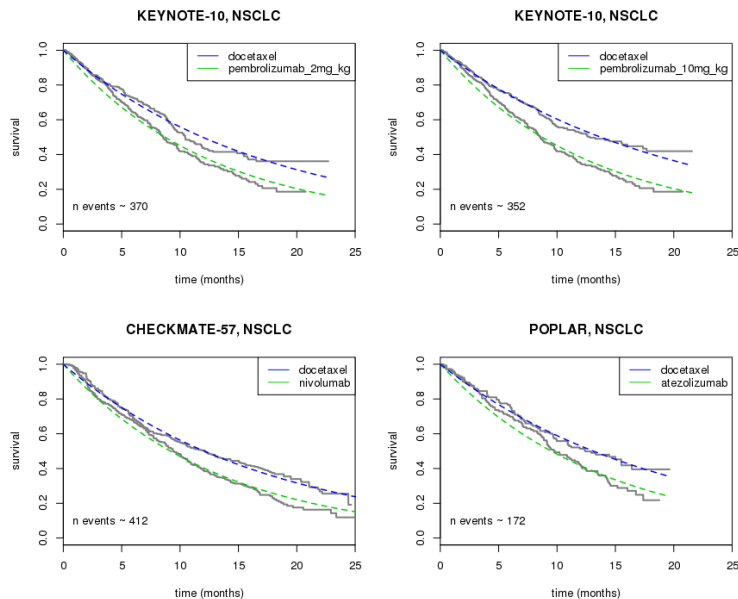 KEYNOTE-10, NSCLC
survival
1.0
0.8
0.6
0.4
0.2
0.0
docetaxel
pembrolizumab_2mg_kg
n events ~ 370
0 5 10 15 20 25
time (months)
KEYNOTE-10, NSCLC
survival
1.0
0.8
0.6
0.4
0.2
0.0
docetaxel
pembrolizumab_10mg_kg
n events ~ 352
0 5 10 15 20 25
time (months)
CHECKMATE-57, NSCLC
survival
1.0
0.8
0.6
0.4
0.2
0.0
docetaxel
nivolumab
n events ~ 412
0 5 10 15 20 25
time (months)
POPLAR, NSCLC
survival
1.0
0.8
0.6
0.4
0.2
0.0
docetaxel
atezolizumab
n events ~ 172
0 5 10 15 20 25
time (months)